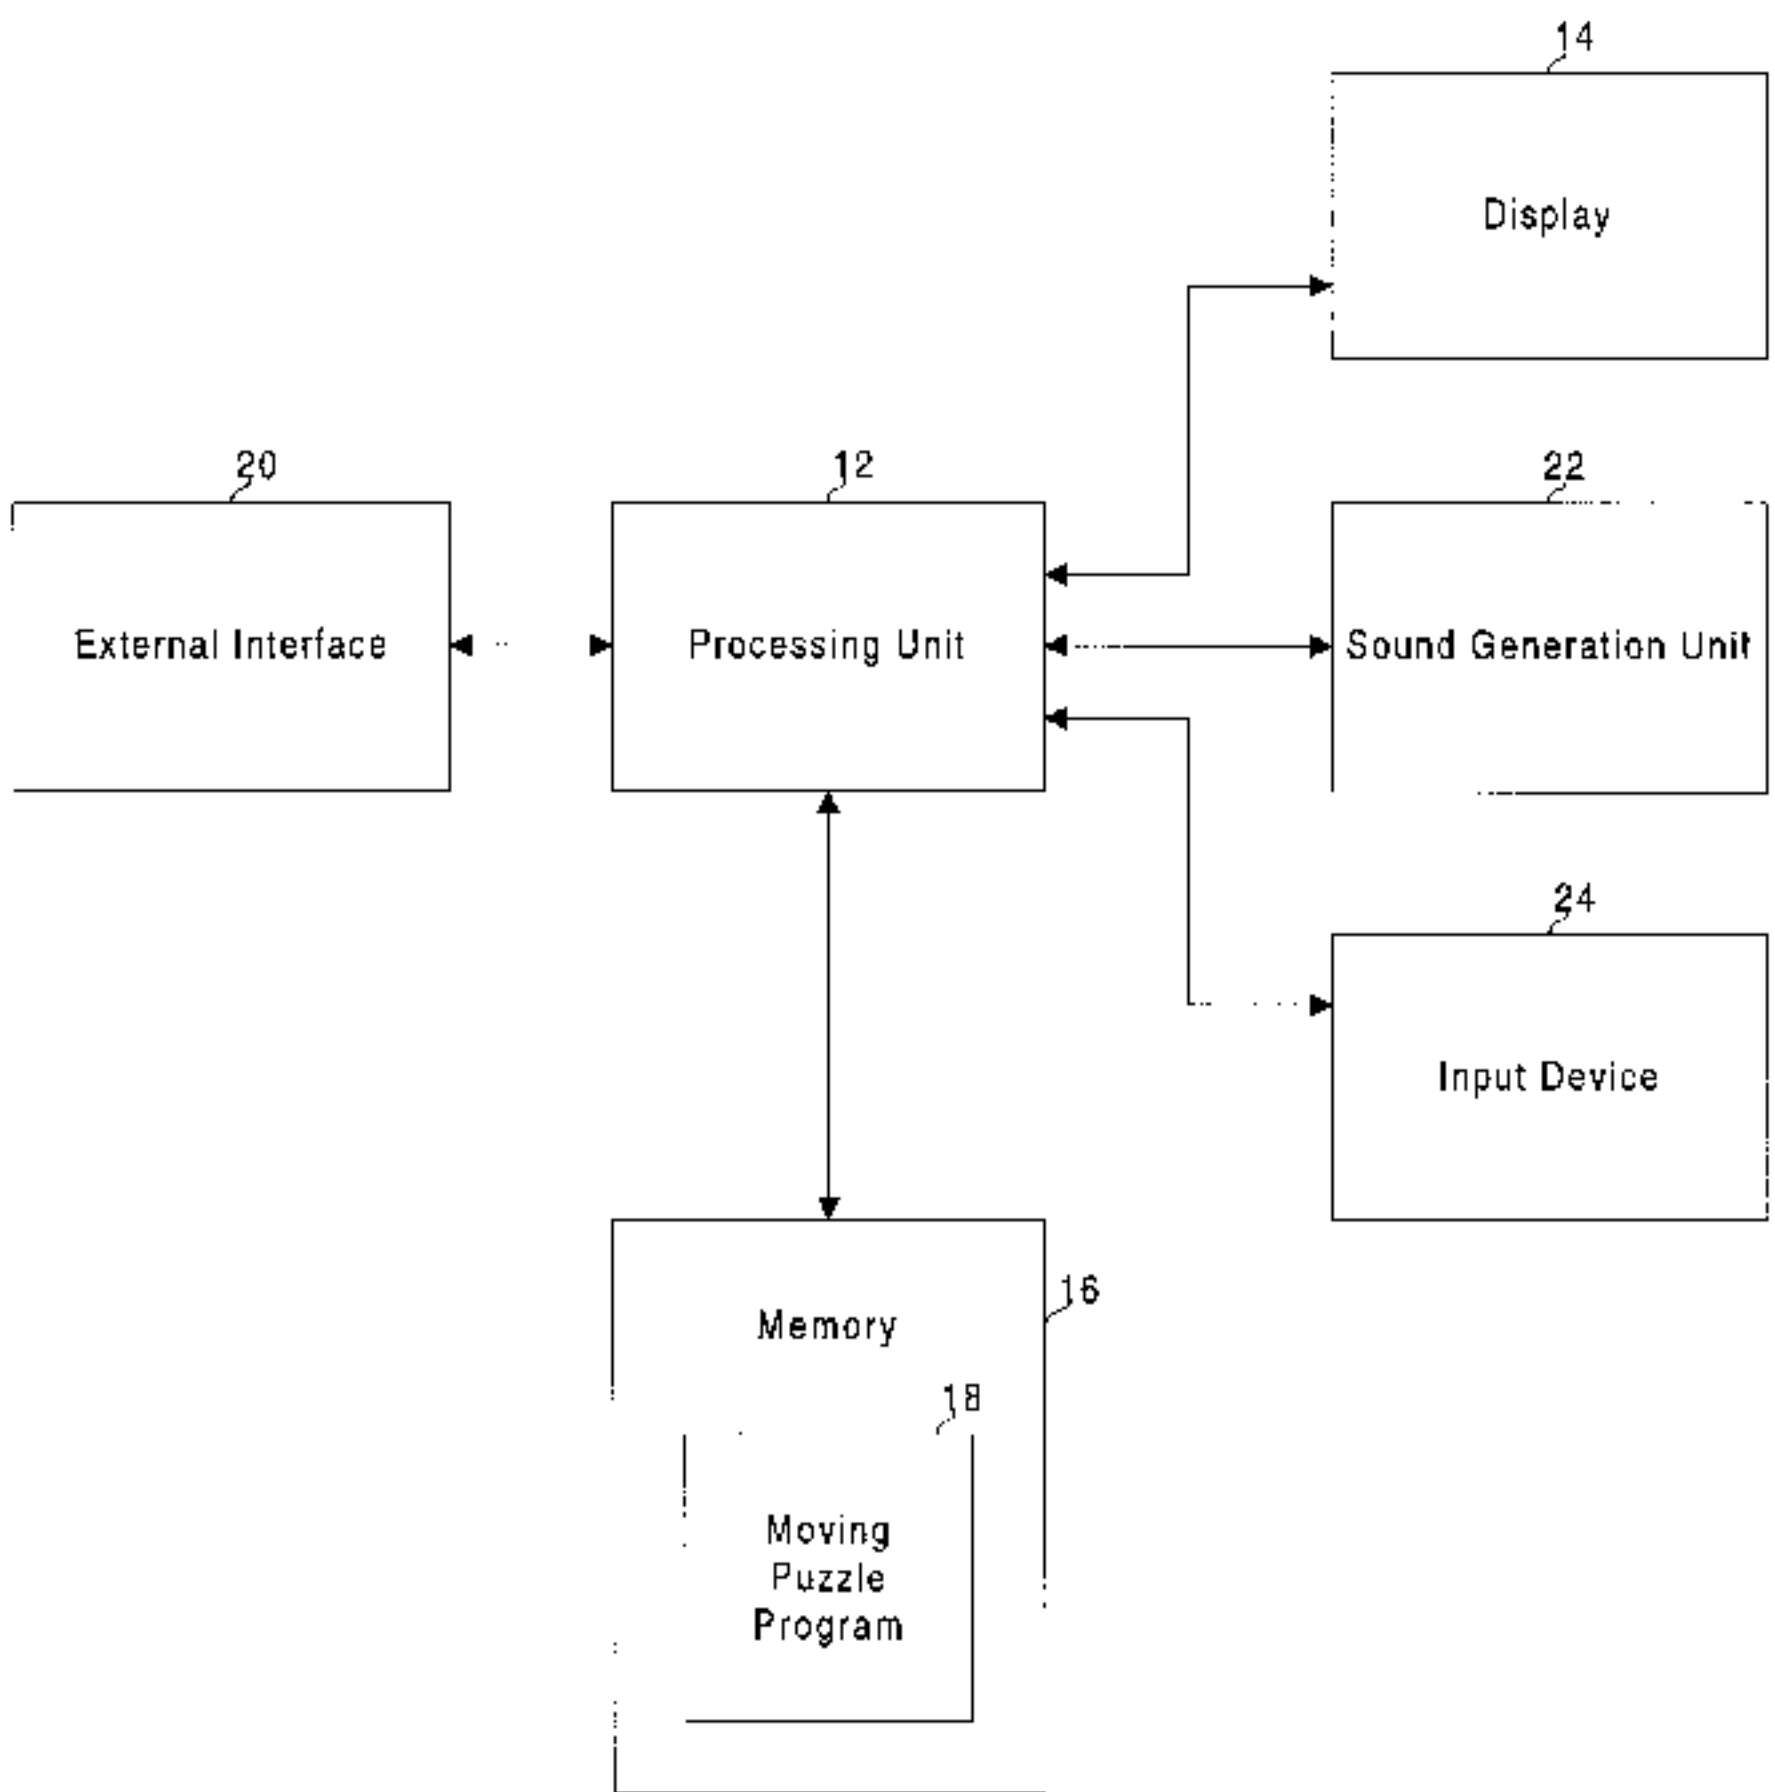 14
Display
20
12
22
External Interface
Processing Unit
Sound Generation Unit
24
Input Device
16
Memory
18
Moving
Puzzle
Program